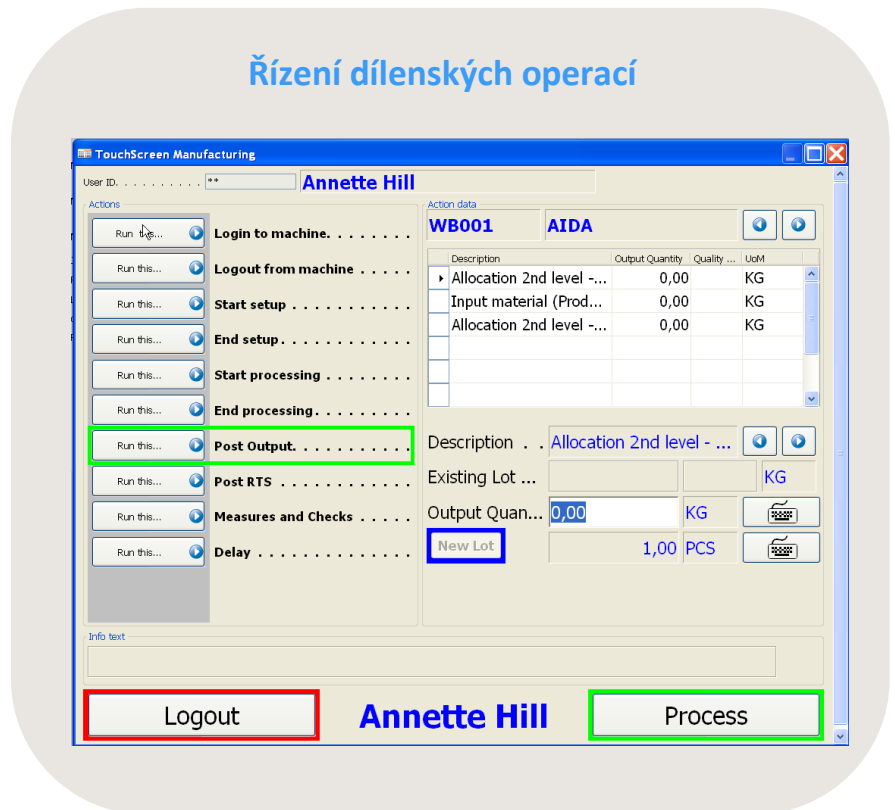 Řízení dílenských operací
TouchScreen Manufacturing
User ID. . . . . . . . . . ** Annette Hill
Actions
Run this... Login to machine. . . . . . . .
Run this... Logout from machine . . . . .
Run this... Start setup . . . . . . . . . . .
Run this... End setup. . . . . . . . . . . .
Run this... Start processing . . . . . . . .
Run this... End processing. . . . . . . . .
Run this... Post Output. . . . . . . . . . .
Run this... Post RTS . . . . . . . . . . . .
Run this... Measures and Checks . . . . .
Run this... Delay . . . . . . . . . . . . . .
Action data
WB001 AIDA
Description Output Quantity Quality ... UoM
Allocation 2nd level -... 0,00 KG
Input material (Prod... 0,00 KG
Allocation 2nd level -... 0,00 KG
Description . . Allocation 2nd level - ...
Existing Lot ... KG
Output Quan... 0,00 KG
New Lot 1,00 PCS
Info text
Logout Annette Hill Process